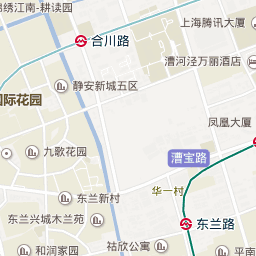 锦绣江南-耕读园
上海腾讯大厦
合川路
漕河泾万丽酒店
静安新城五区
国际花园
凤凰大厦
九歌花园
漕宝路
东兰新村
华一村
东兰兴城木兰苑
东兰路
和润家园
祜欣公寓
平南